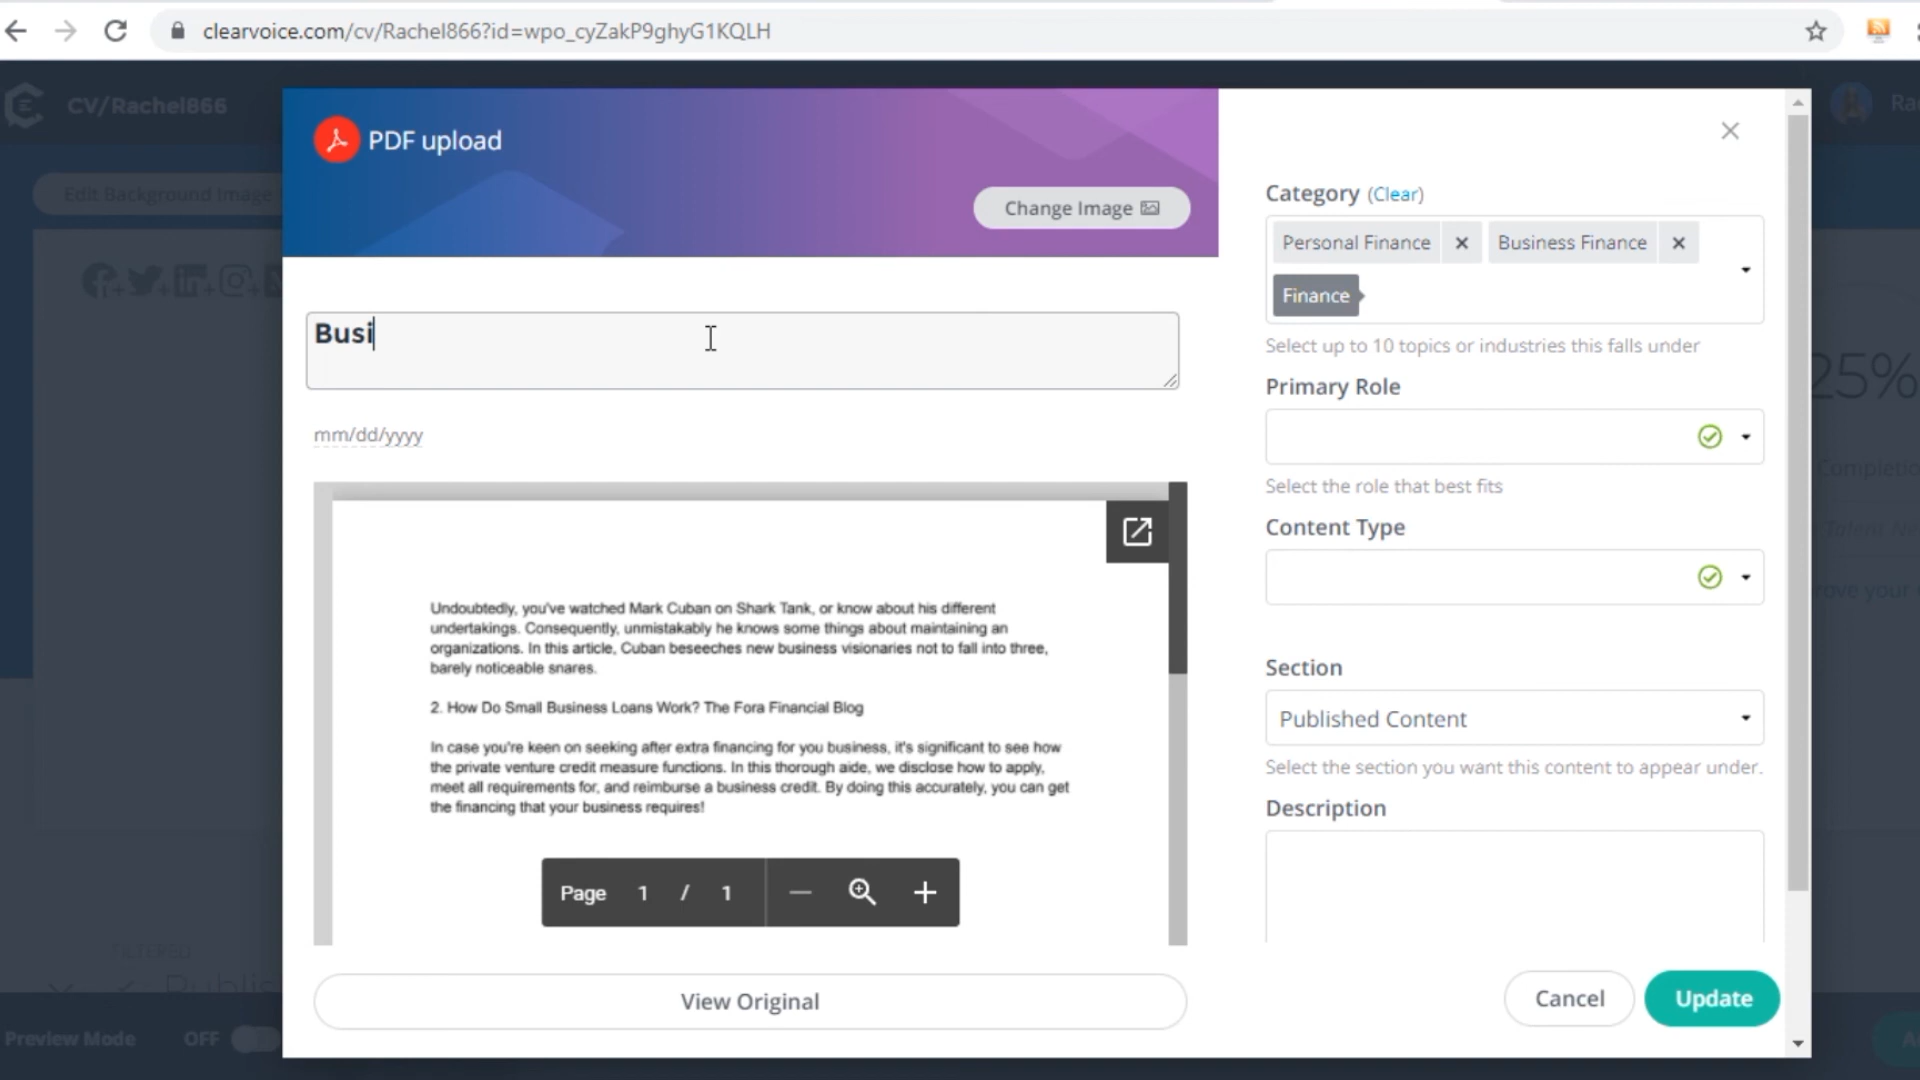 clearvoice.com/cv/Rachel866?id=wpo_cyZakP9ghyG1KQLH
CV/Rachel866
Edit Background Image
PDF upload
Change Image
Busi
mm/dd/yyyy
Undoubtedly, you've watched Mark Cuban on Shark Tank, or know about his different
undertakings. Consequently, unmistakably he knows some things about maintaining an
organizations. In this article, Cuban beseeches new business visionaries not to fall into three,
barely noticeable snares.
2. How Do Small Business Loans Work? The Fora Financial Blog
In case you're keen on seeking after extra financing for you business, it's significant to see how
the private venture credit measure functions. In this thorough aide, we disclose how to apply,
meet all requirements for, and reimburse a business credit. By doing this accurately, you can get
the financing that your business requires!
Page 1 / 1
View Original
Category (Clear)
Personal Finance
Business Finance
Finance
Select up to 10 topics or industries this falls under
Primary Role
Select the role that best fits
Content Type
Section
Published Content
Select the section you want this content to appear under.
Description
Cancel
Update
25%
FILTERED
Preview Mode OFF